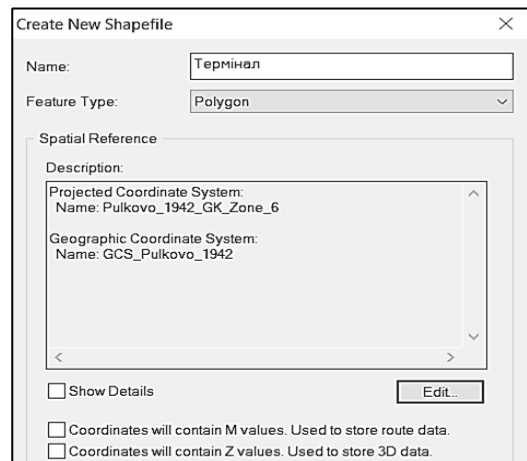 Create New Shapefile
Name: Термінал
Feature Type: Polygon
Spatial Reference
Description:
Projected Coordinate System:
Name: Pulkovo_1942_GK_Zone_6
Geographic Coordinate System:
Name: GCS_Pulkovo_1942
Show Details Edit...
Coordinates will contain M values. Used to store route data.
Coordinates will contain Z values. Used to store 3D data.